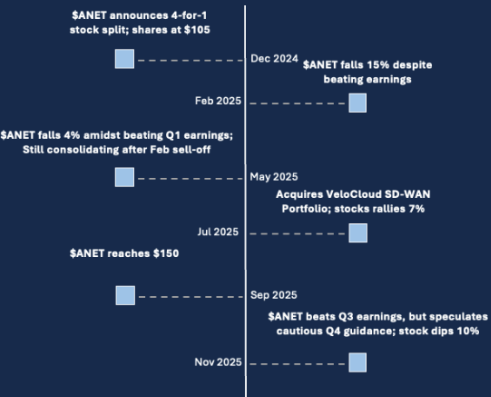 $ANET announces 4-for-1
stock split; shares at $105
Dec 2024
$ANET falls 15% despite
beating earnings
Feb 2025
$ANET falls 4% amidst beating Q1 earnings;
Still consolidating after Feb sell-off
May 2025
Acquires VeloCloud SD-WAN
Portfolio; stocks rallies 7%
Jul 2025
$ANET reaches $150
Sep 2025
$ANET beats Q3 earnings, but speculates
cautious Q4 guidance; stock dips 10%
Nov 2025